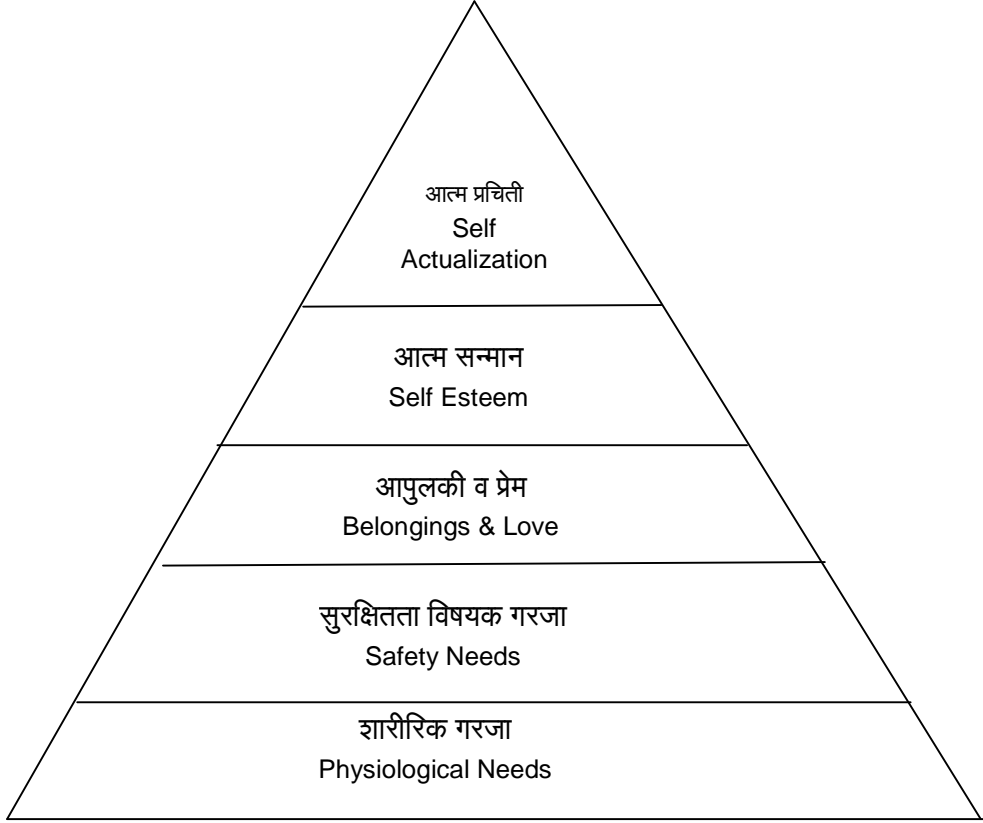 आत्म प्रचिती
Self
Actualization
आत्म सन्मान
Self Esteem
आपुलकी व प्रेम
Belongings & Love
सुरक्षितता विषयक गरजा
Safety Needs
शारीरिक गरजा
Physiological Needs